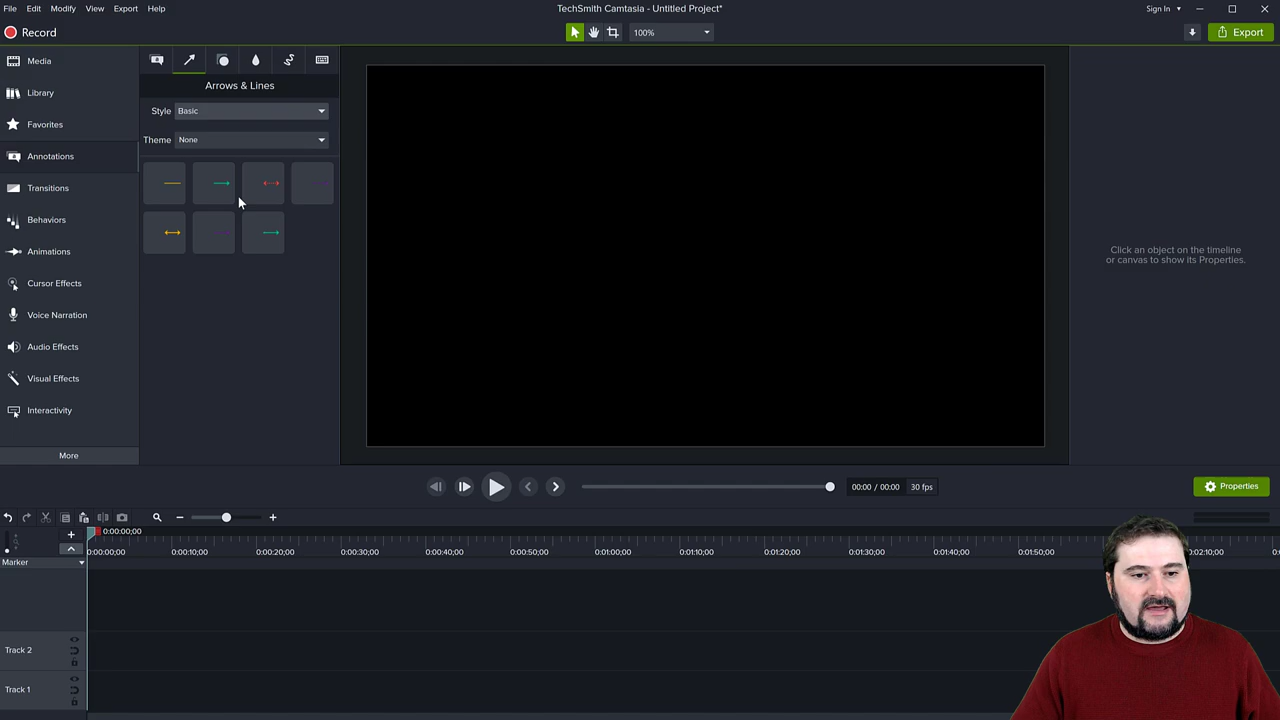 File Edit Modify View Export Help
TechSmith Camtasia - Untitled Project*
Sign In
Record
100%
Export
Media
Library
Favorites
Annotations
Transitions
Behaviors
Animations
Cursor Effects
Voice Narration
Audio Effects
Visual Effects
Interactivity
More
Arrows & Lines
Style Basic
Theme None
Click an object on the timeline
or canvas to show its Properties.
00:00 / 00:00 30 fps
Properties
0:00:00;00
0:00:00;00 0:00:10;00 0:00:20;00 0:00:30;00 0:00:40;00 0:00:50;00 0:01:00;00 0:01:10;00 0:01:20;00 0:01:30;00 0:01:40;00 0:01:50;00 0:02:10;00
Marker
Track 2
Track 1